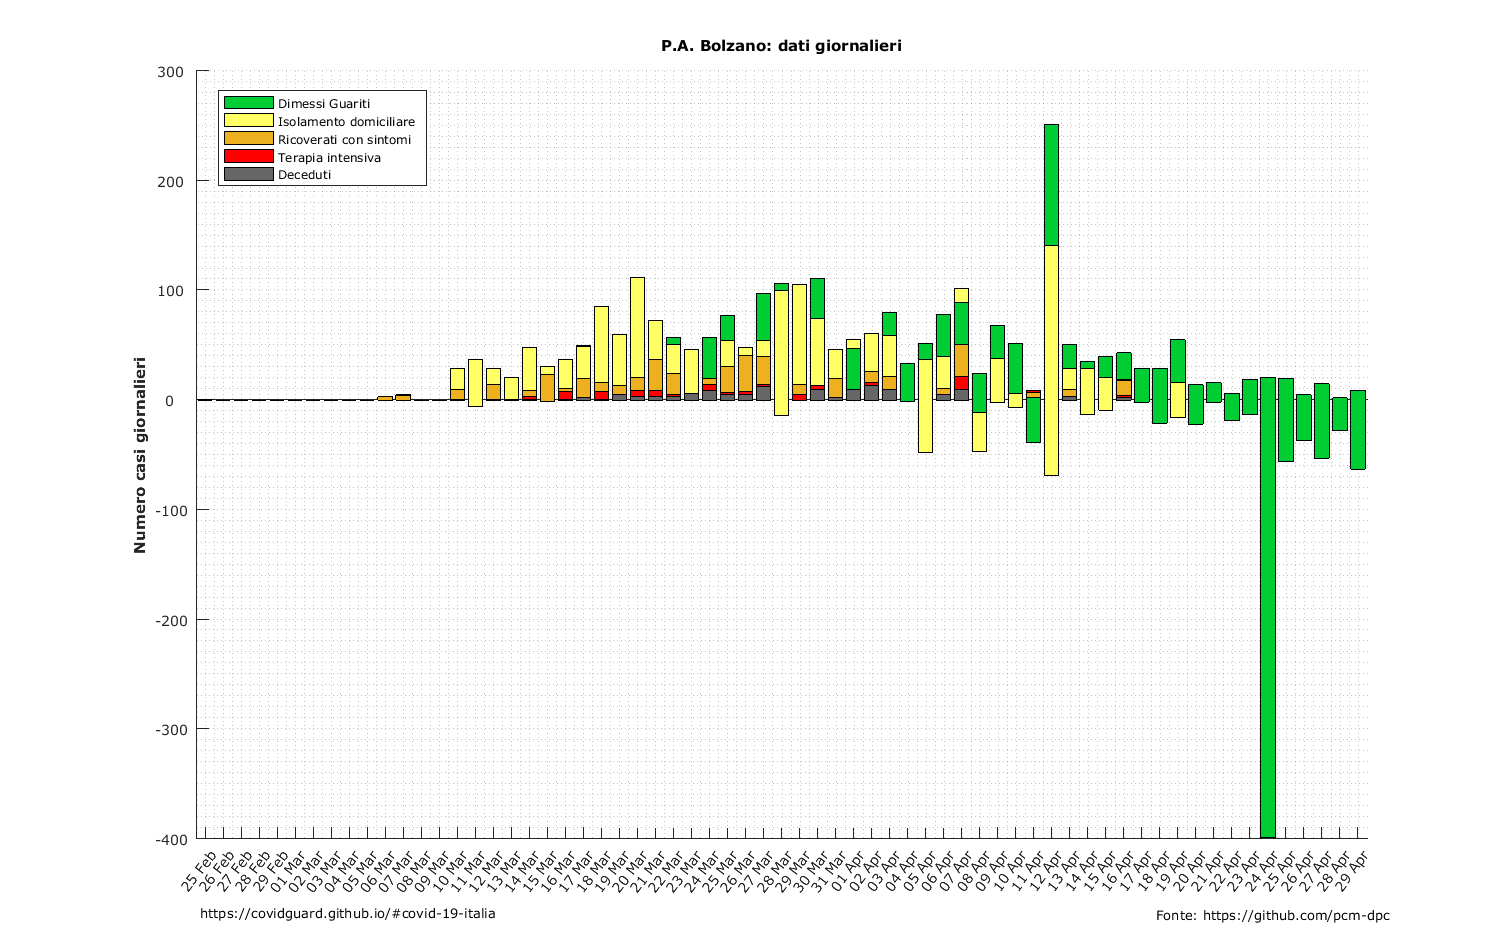 P.A. Bolzano: dati giornalieri
Numero casi giornalieri
300
200
100
0
-100
-200
-300
-400
Dimessi Guariti
Isolamento domiciliare
Ricoverati con sintomi
Terapia intensiva
Deceduti
25 Feb
26 Feb
27 Feb
28 Feb
29 Feb
01 Mar
02 Mar
03 Mar
04 Mar
05 Mar
06 Mar
07 Mar
08 Mar
09 Mar
10 Mar
11 Mar
12 Mar
13 Mar
14 Mar
15 Mar
16 Mar
17 Mar
18 Mar
19 Mar
20 Mar
21 Mar
22 Mar
23 Mar
24 Mar
25 Mar
26 Mar
27 Mar
28 Mar
29 Mar
30 Mar
31 Mar
01 Apr
02 Apr
03 Apr
04 Apr
05 Apr
06 Apr
07 Apr
08 Apr
09 Apr
10 Apr
11 Apr
12 Apr
13 Apr
14 Apr
15 Apr
16 Apr
17 Apr
18 Apr
19 Apr
20 Apr
21 Apr
22 Apr
23 Apr
24 Apr
25 Apr
26 Apr
27 Apr
28 Apr
29 Apr
https://covidguard.github.io/#covid-19-italia
Fonte: https://github.com/pcm-dpc